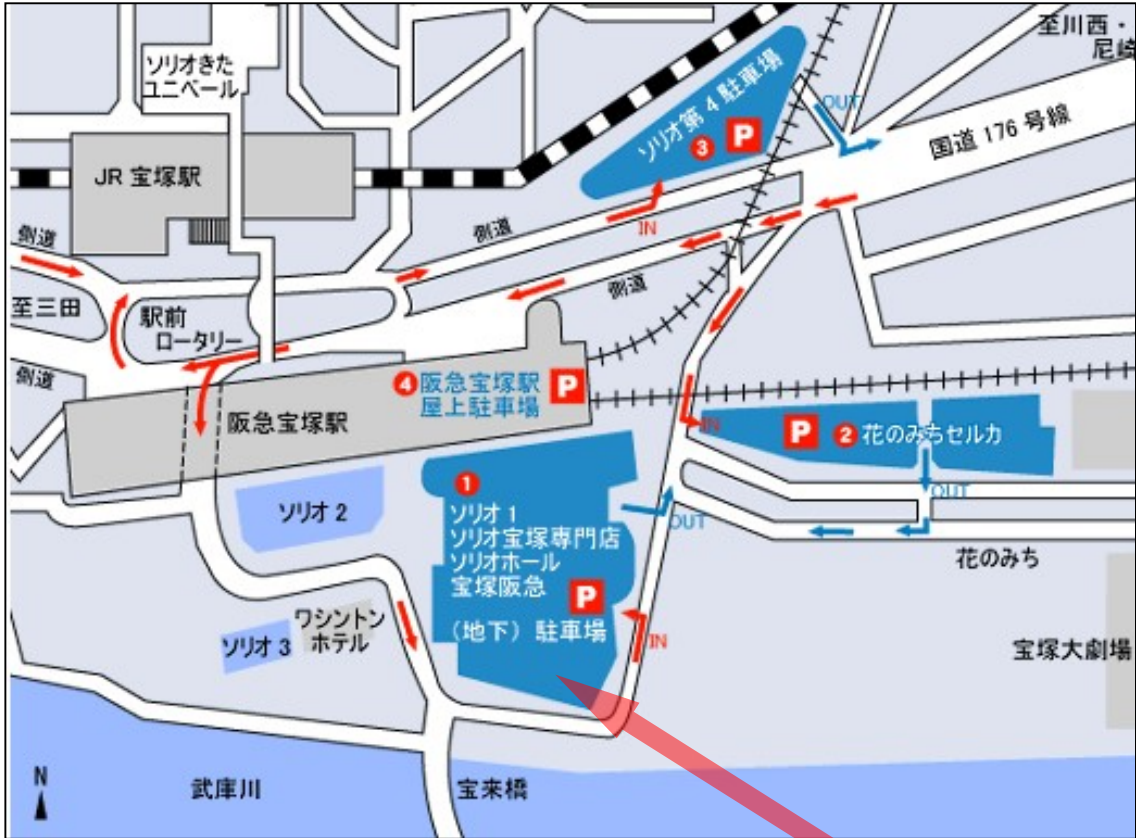 至川西・
尼崎
ソリオきた
ユニベール
ソリオ第4駐車場
③ P
OUT
国道176号線
JR 宝塚駅
側道
側道
IN
側道
至三田
駅前
ロータリー
側道
④ 阪急宝塚駅
屋上駐車場
P
阪急宝塚駅
IN
P ② 花のみちセルカ
①
ソリオ1
ソリオ宝塚専門店
ソリオホール
宝塚阪急
P
(地下) 駐車場
OUT
OUT
ソリオ2
花のみち
ワシントン
ホテル
ソリオ3
IN
宝塚大劇場
N
武庫川
宝来橋